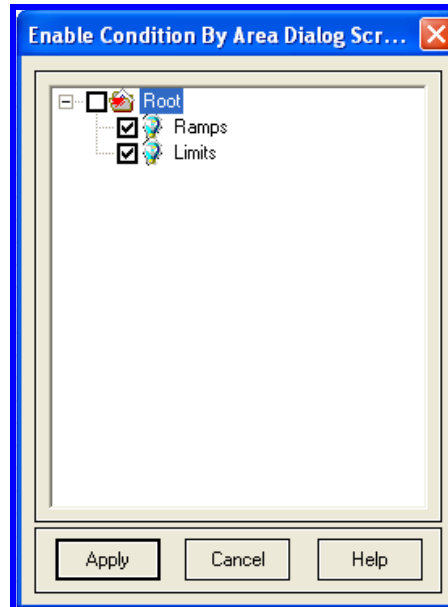 Enable Condition By Area Dialog Scr...
Root
Ramps
Limits
Apply Cancel Help